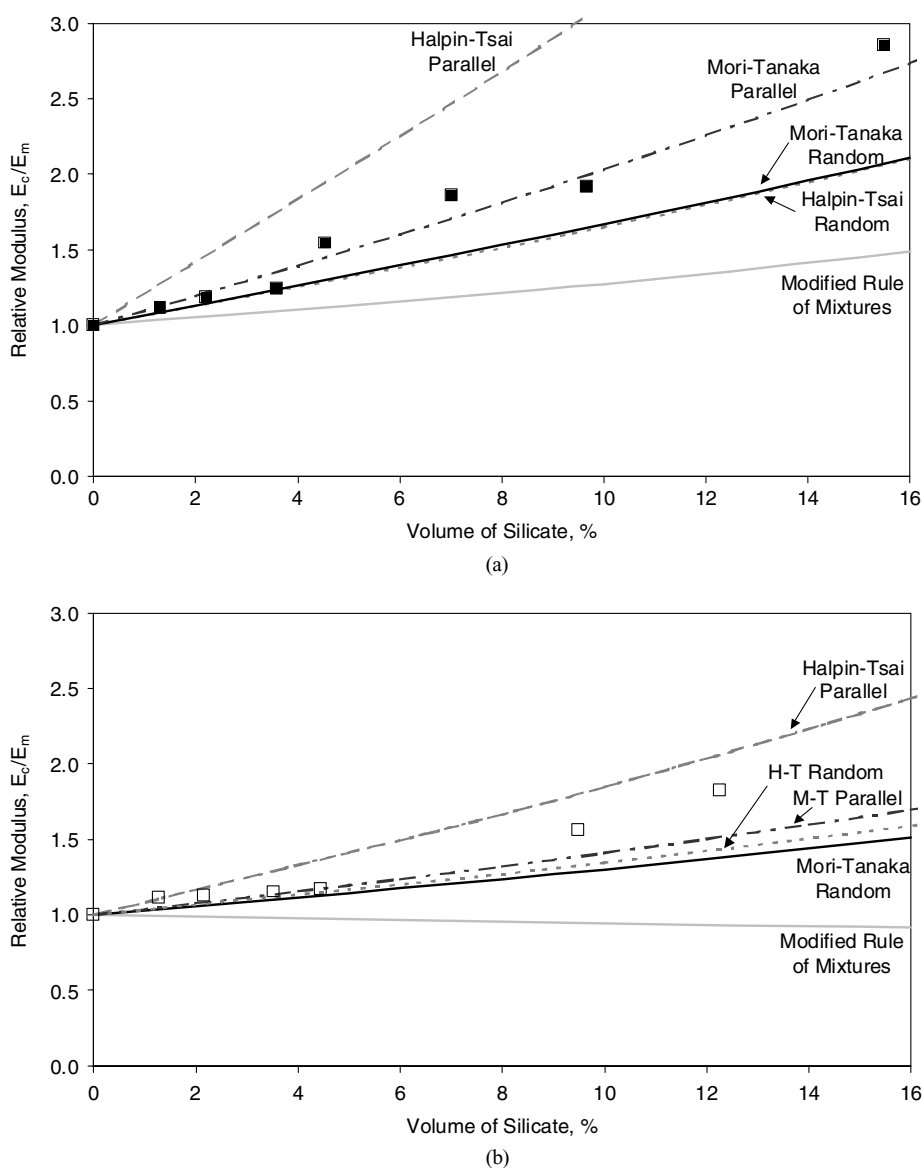 3.0
2.5
2.0
1.5
1.0
0.5
0.0
Relative Modulus, Ec/Em
Halpin-Tsai
Parallel
Mori-Tanaka
Parallel
Mori-Tanaka
Random
Halpin-Tsai
Random
Modified Rule
of Mixtures
0 2 4 6 8 10 12 14 16
Volume of Silicate, %
(a)
3.0
2.5
2.0
1.5
1.0
0.5
0.0
Relative Modulus, Ec/Em
Halpin-Tsai
Parallel
H-T Random
M-T Parallel
Mori-Tanaka
Random
Modified Rule
of Mixtures
0 2 4 6 8 10 12 14 16
Volume of Silicate, %
(b)